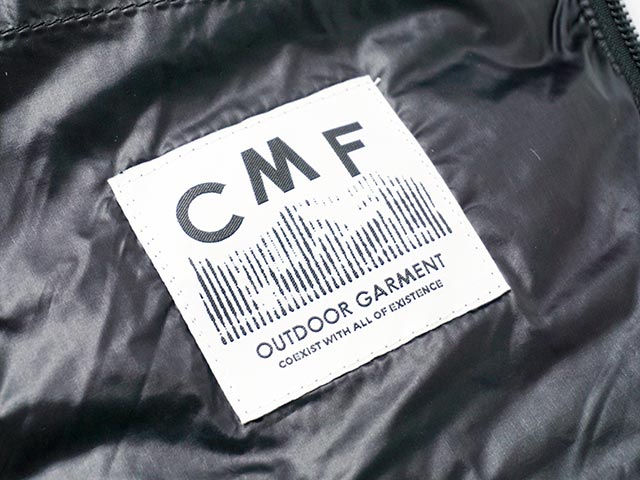 CMF
OUTDOOR GARMENT
COEXIST WITH ALL OF EXISTENCE